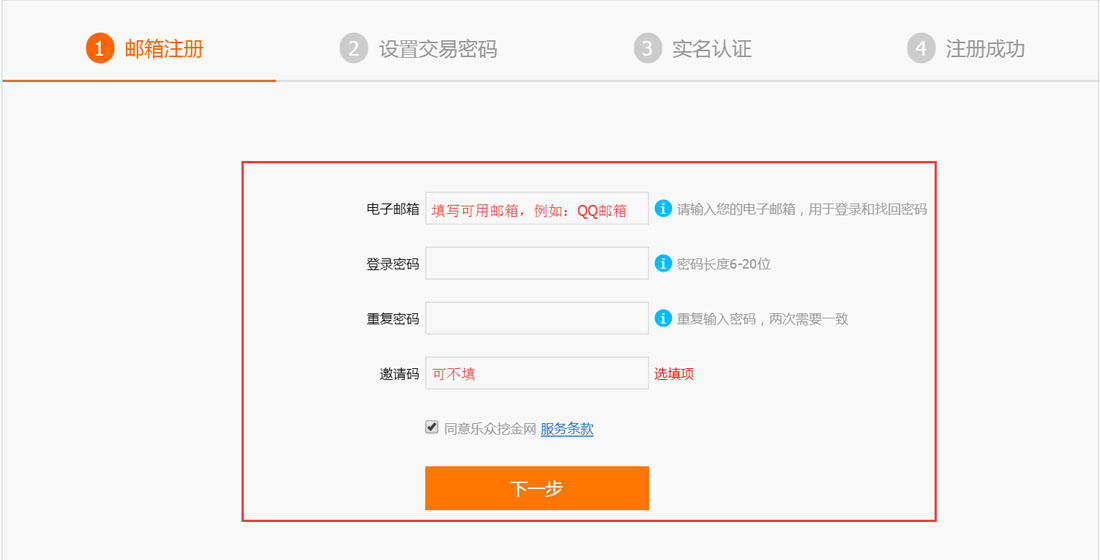 1 邮箱注册 2 设置交易密码 3 实名认证 4 注册成功
电子邮箱 填写可用邮箱，例如：QQ邮箱 i 请输入您的电子邮箱，用于登录和找回密码
登录密码 i 密码长度6-20位
重复密码 i 重复输入密码，两次需要一致
邀请码 可不填 选填项
同意乐众挖金网 服务条款
下一步